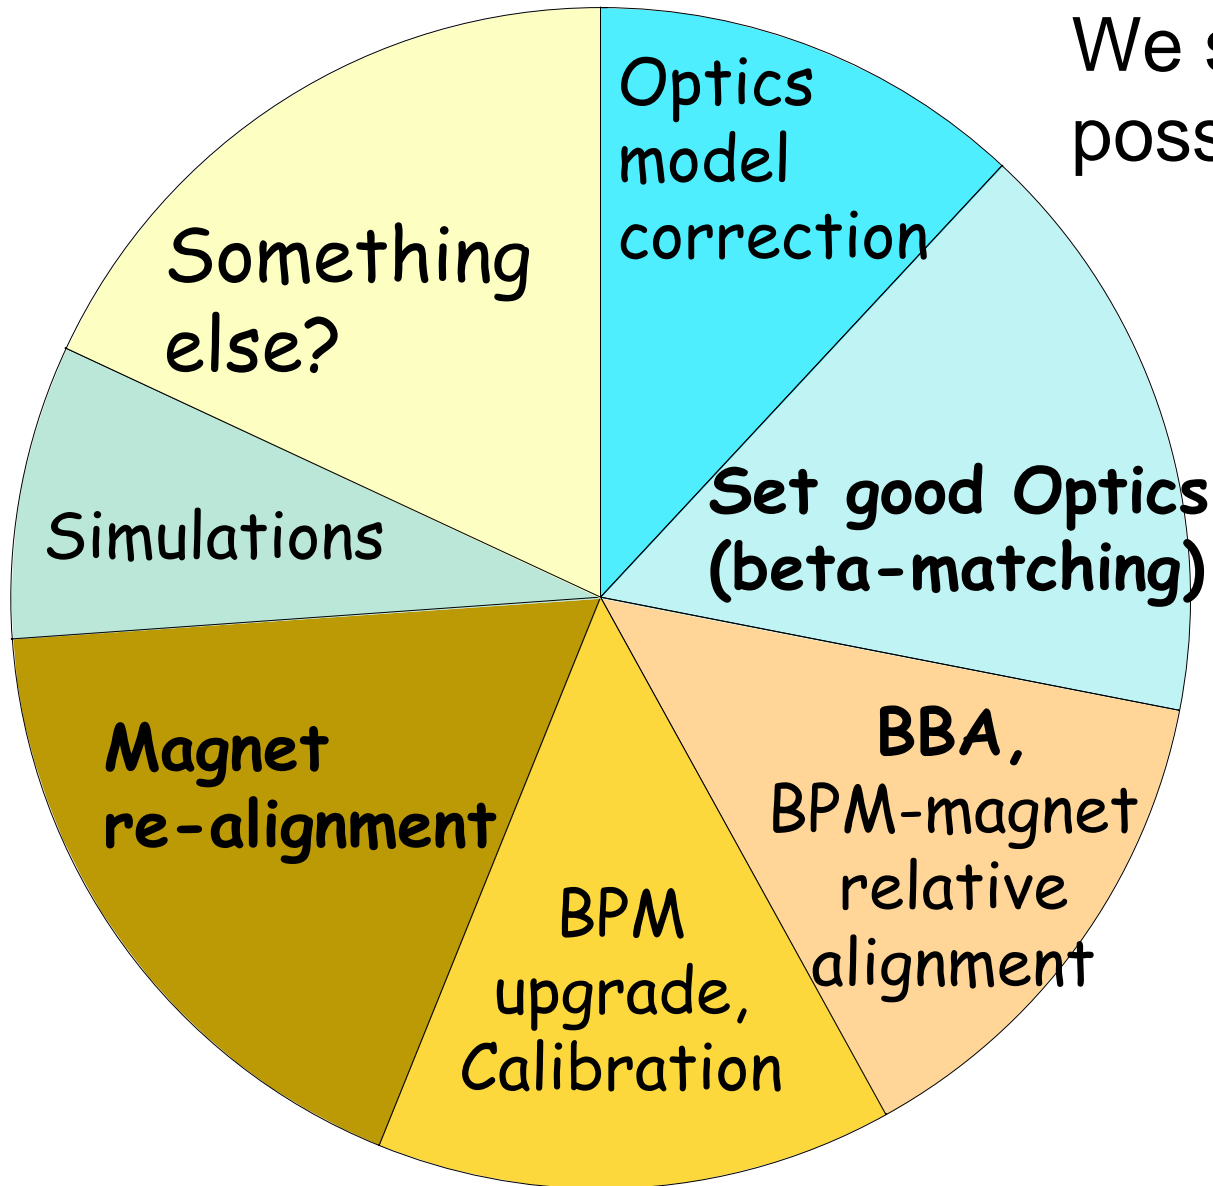 We s
poss
Optics
model
correction
Set good Optics
(beta-matching)
BBA,
BPM-magnet
relative
alignment
BPM
upgrade,
Calibration
Magnet
re-alignment
Simulations
Something
else?